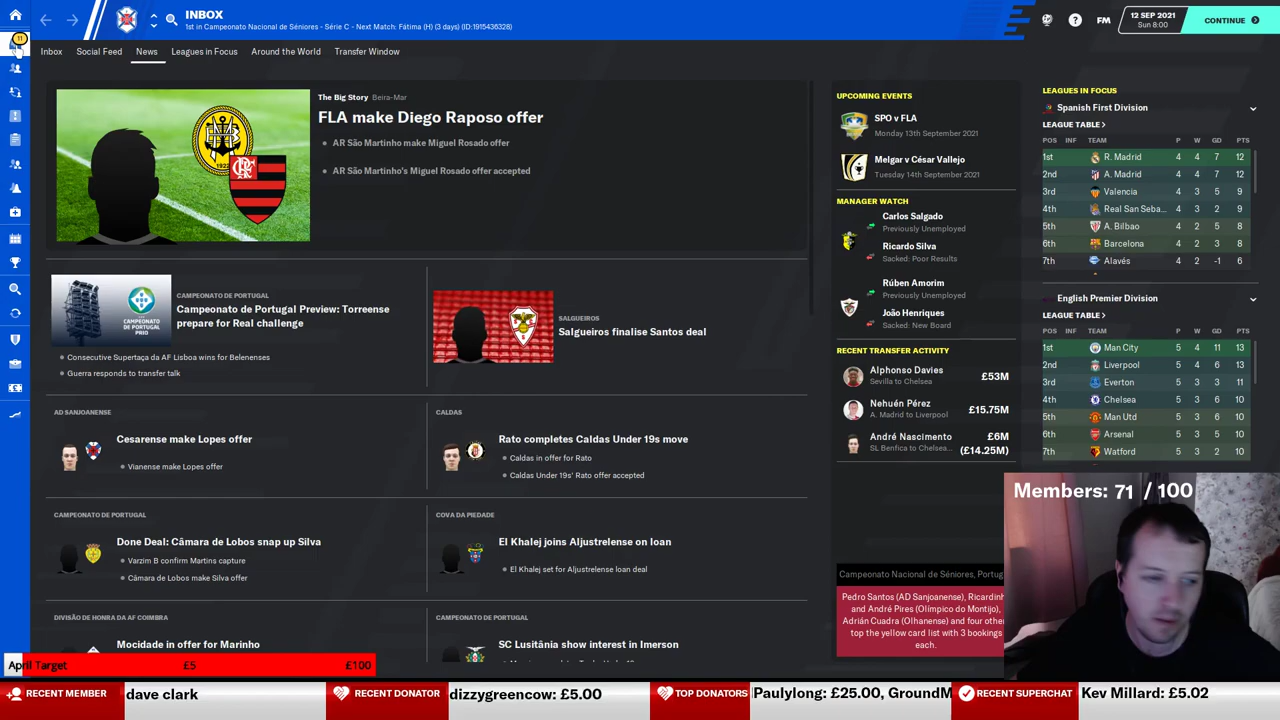 INBOX
1st in Campeonato Nacional de Séniores - Série C - Next Match: Fátima (H) (3 days) (ID:1915436328)
11
?
FM
12 SEP 2021
Sun 8:00
CONTINUE
Inbox
Social Feed
News
Leagues in Focus
Around the World
Transfer Window
The Big Story Beira-Mar
FLA make Diego Raposo offer
AR São Martinho make Miguel Rosado offer
AR São Martinho's Miguel Rosado offer accepted
CAMPEONATO DE PORTUGAL
Campeonato de Portugal Preview: Torreense
prepare for Real challenge
Consecutive Supertaça da AF Lisboa wins for Belenenses
Guerra responds to transfer talk
SALGUEIROS
Salgueiros finalise Santos deal
AD SANJOANENSE
Cesarense make Lopes offer
Vianense make Lopes offer
CALDAS
Rato completes Caldas Under 19s move
Caldas in offer for Rato
Caldas Under 19s' Rato offer accepted
CAMPEONATO DE PORTUGAL
Done Deal: Câmara de Lobos snap up Silva
Varzim B confirm Martins capture
Câmara de Lobos make Silva offer
COVA DA PIEDADE
El Khalej joins Aljustrelense on loan
El Khalej set for Aljustrelense loan deal
DIVISÃO DE HONRA DA AF COIMBRA
Mocidade in offer for Marinho
CAMPEONATO DE PORTUGAL
SC Lusitânia show interest in Imerson
UPCOMING EVENTS
SPO v FLA
Monday 13th September 2021
Melgar v César Vallejo
Tuesday 14th September 2021
MANAGER WATCH
Carlos Salgado
Previously Unemployed
Ricardo Silva
Sacked: Poor Results
Rúben Amorim
Previously Unemployed
João Henriques
Sacked: New Board
RECENT TRANSFER ACTIVITY
Alphonso Davies
Sevilla to Chelsea
£53M
Nehuén Pérez
A. Madrid to Liverpool
£15.75M
André Nascimento
SL Benfica to Chelsea...
£6M
(£14.25M)
Campeonato Nacional de Séniores, Portug
Pedro Santos (AD Sanjoanense), Ricardinh
and André Pires (Olímpico do Montijo),
Adrián Cuadra (Olhanense) and four other
top the yellow card list with 3 bookings
each.
LEAGUES IN FOCUS
Spanish First Division
LEAGUE TABLE
POS INF TEAM P W GD PTS
1st R. Madrid 4 4 7 12
2nd A. Madrid 4 4 7 12
3rd Valencia 4 3 5 9
4th Real San Seba... 4 3 2 9
5th A. Bilbao 4 2 5 8
6th Barcelona 4 2 3 8
7th Alavés 4 2 -1 6
English Premier Division
LEAGUE TABLE
POS INF TEAM P W GD PTS
1st Man City 5 4 11 13
2nd Liverpool 5 4 6 13
3rd Everton 5 3 3 11
4th Chelsea 5 3 6 10
5th Man Utd 5 3 6 10
6th Arsenal 5 3 5 10
7th Watford 5 3 2 10
Members: 71 / 100
April Target £5 £100
RECENT MEMBER
dave clark
RECENT DONATOR
dizzygreencow: £5.00
TOP DONATORS
Paulylong: £25.00, GroundM
RECENT SUPERCHAT
Kev Millard: £5.02